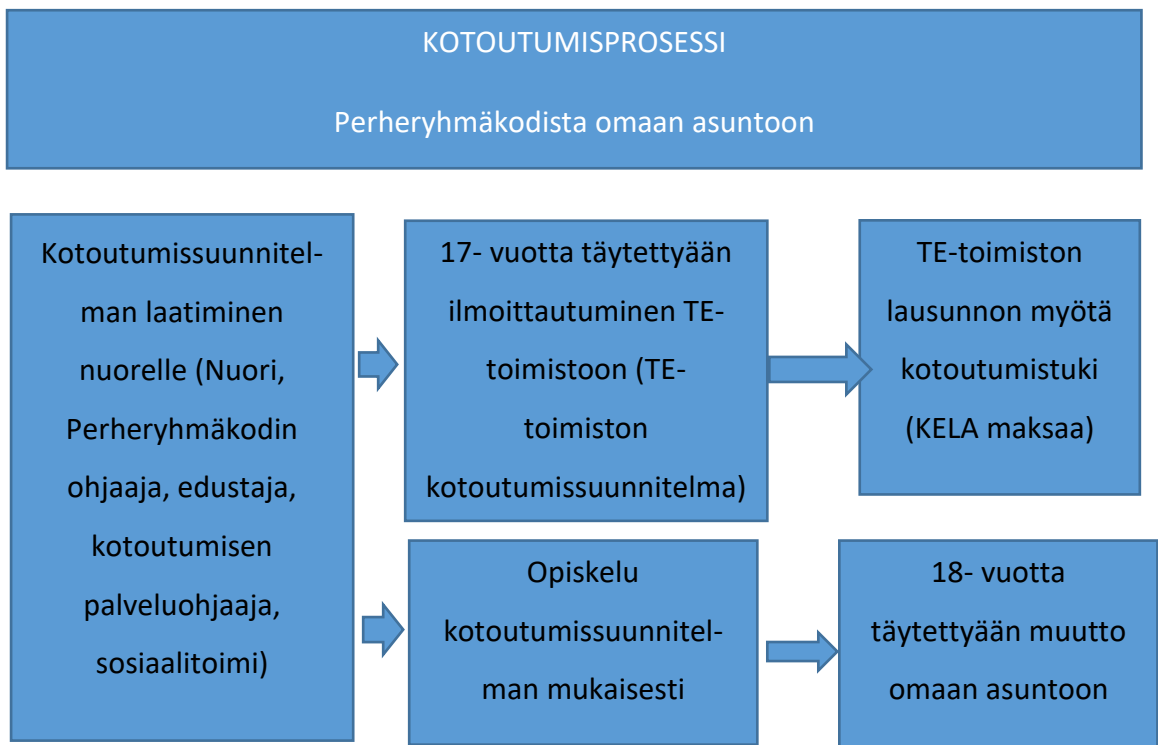 KOTOUTUMISPROSESSI
Perheryhmäkodista omaan asuntoon
Kotoutumissuunnitel-
man laatiminen
nuorelle (Nuori,
Perheryhmäkodin
ohjaaja, edustaja,
kotoutumisen
palveluohjaaja,
sosiaalitoimi)
17- vuotta täytettyään
ilmoittautuminen TE-
toimistoon (TE-
toimiston
kotoutumissuunnitelma)
TE-toimiston
lausunnon myötä
kotoutumistuki
(KELA maksaa)
Opiskelu
kotoutumissuunnitel-
man mukaisesti
18- vuotta
täytettyään muutto
omaan asuntoon